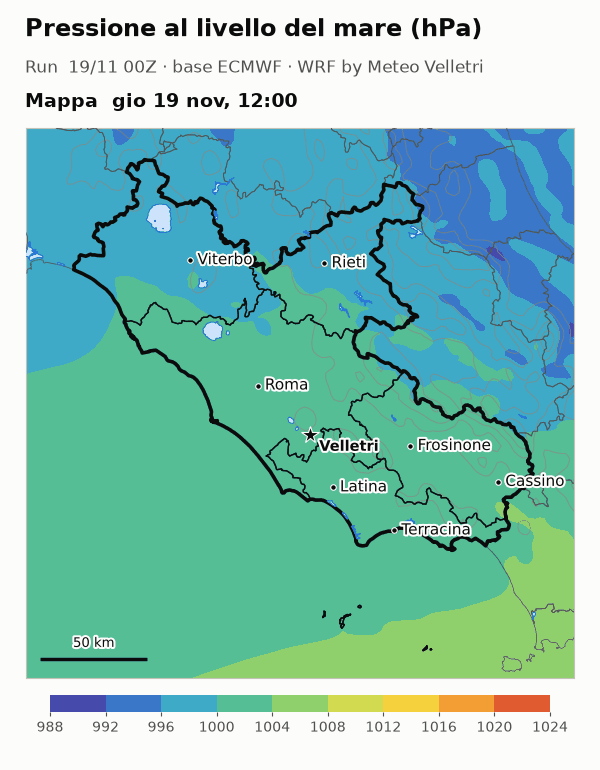 Pressione al livello del mare (hPa)
Run  19/11 00Z · base ECMWF · WRF by Meteo Velletri
Mappa  gio 19 nov, 12:00
Viterbo
Rieti
Roma
Velletri
Frosinone
Cassino
Latina
Terracina
50 km
988 992 996 1000 1004 1008 1012 1016 1020 1024